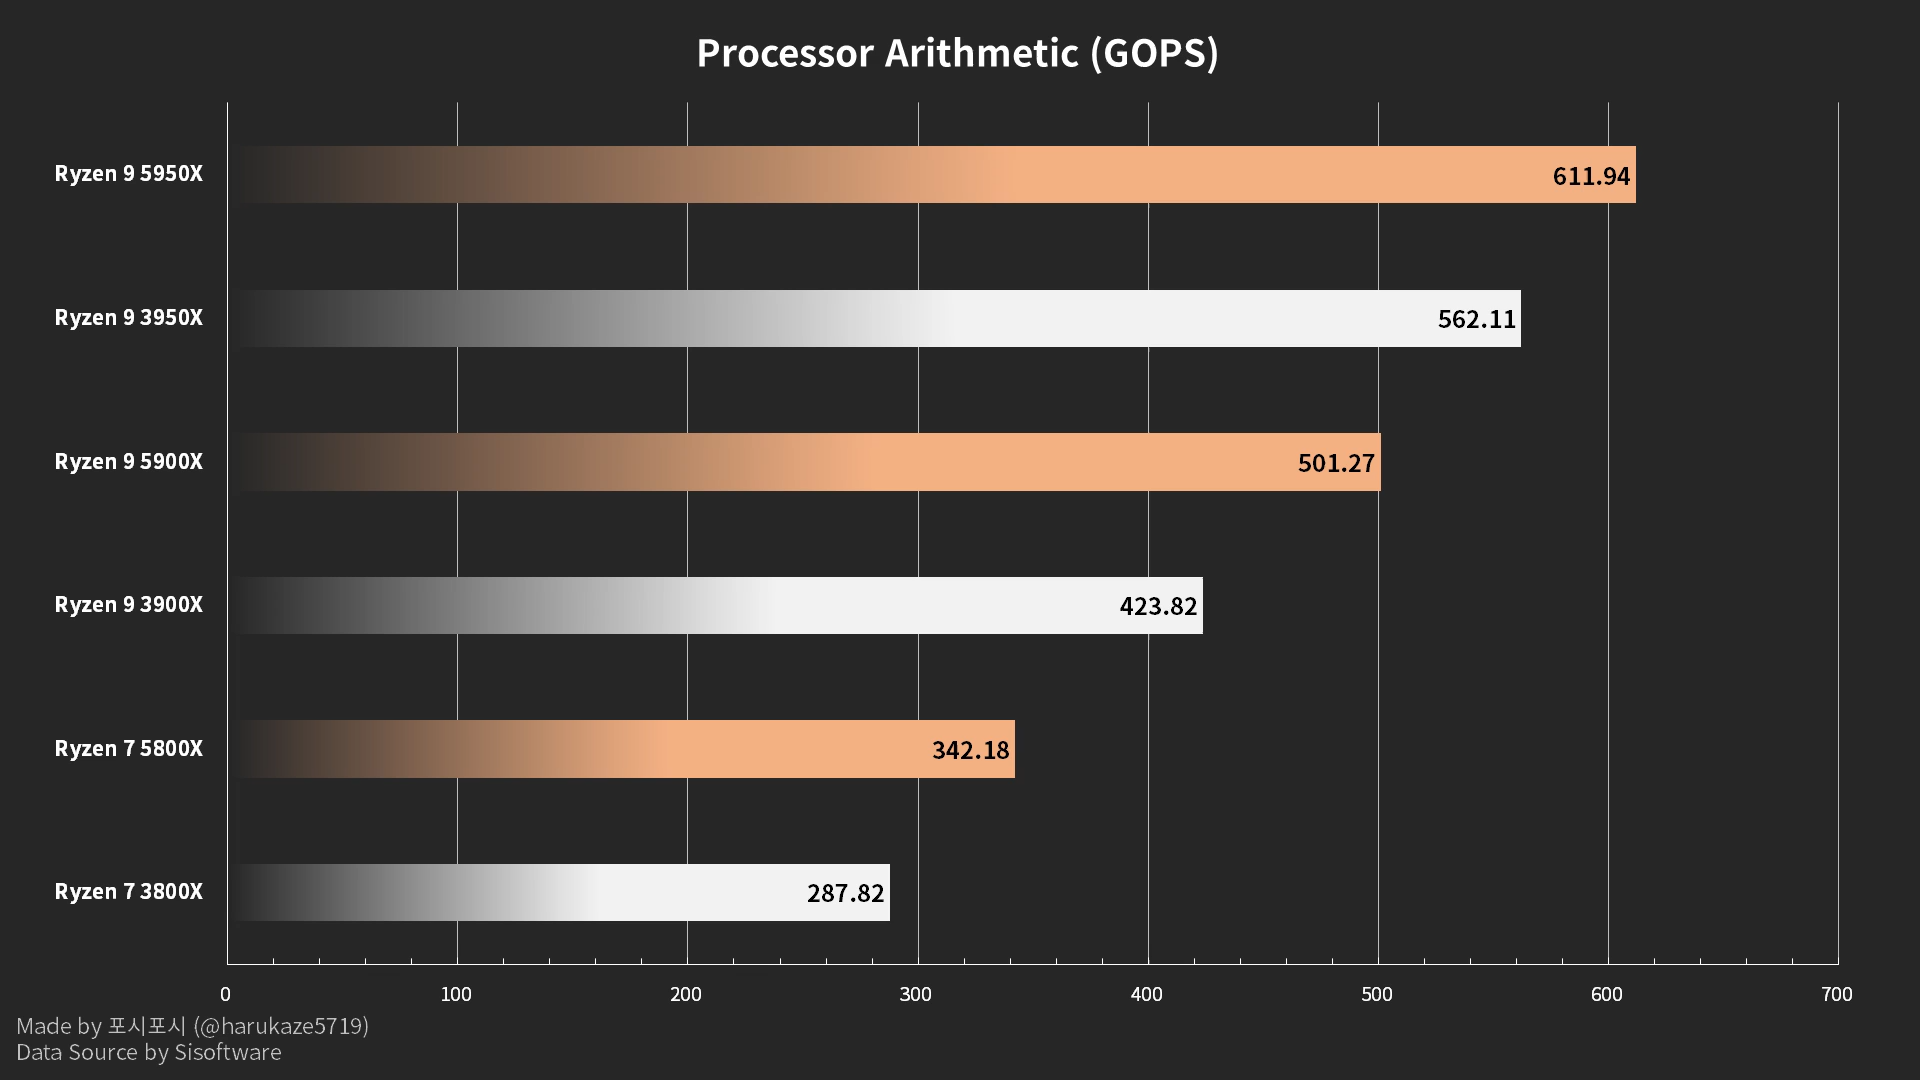 Processor Arithmetic (GOPS)
Ryzen 9 5950X
611.94
Ryzen 9 3950X
562.11
Ryzen 9 5900X
501.27
Ryzen 9 3900X
423.82
Ryzen 7 5800X
342.18
Ryzen 7 3800X
287.82
0 100 200 300 400 500 600 700
Made by 포시포시 (@harukaze5719)
Data Source by Sisoftware